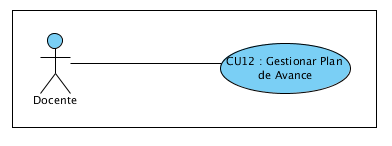 CU12 : Gestionar Plan
de Avance
Docente